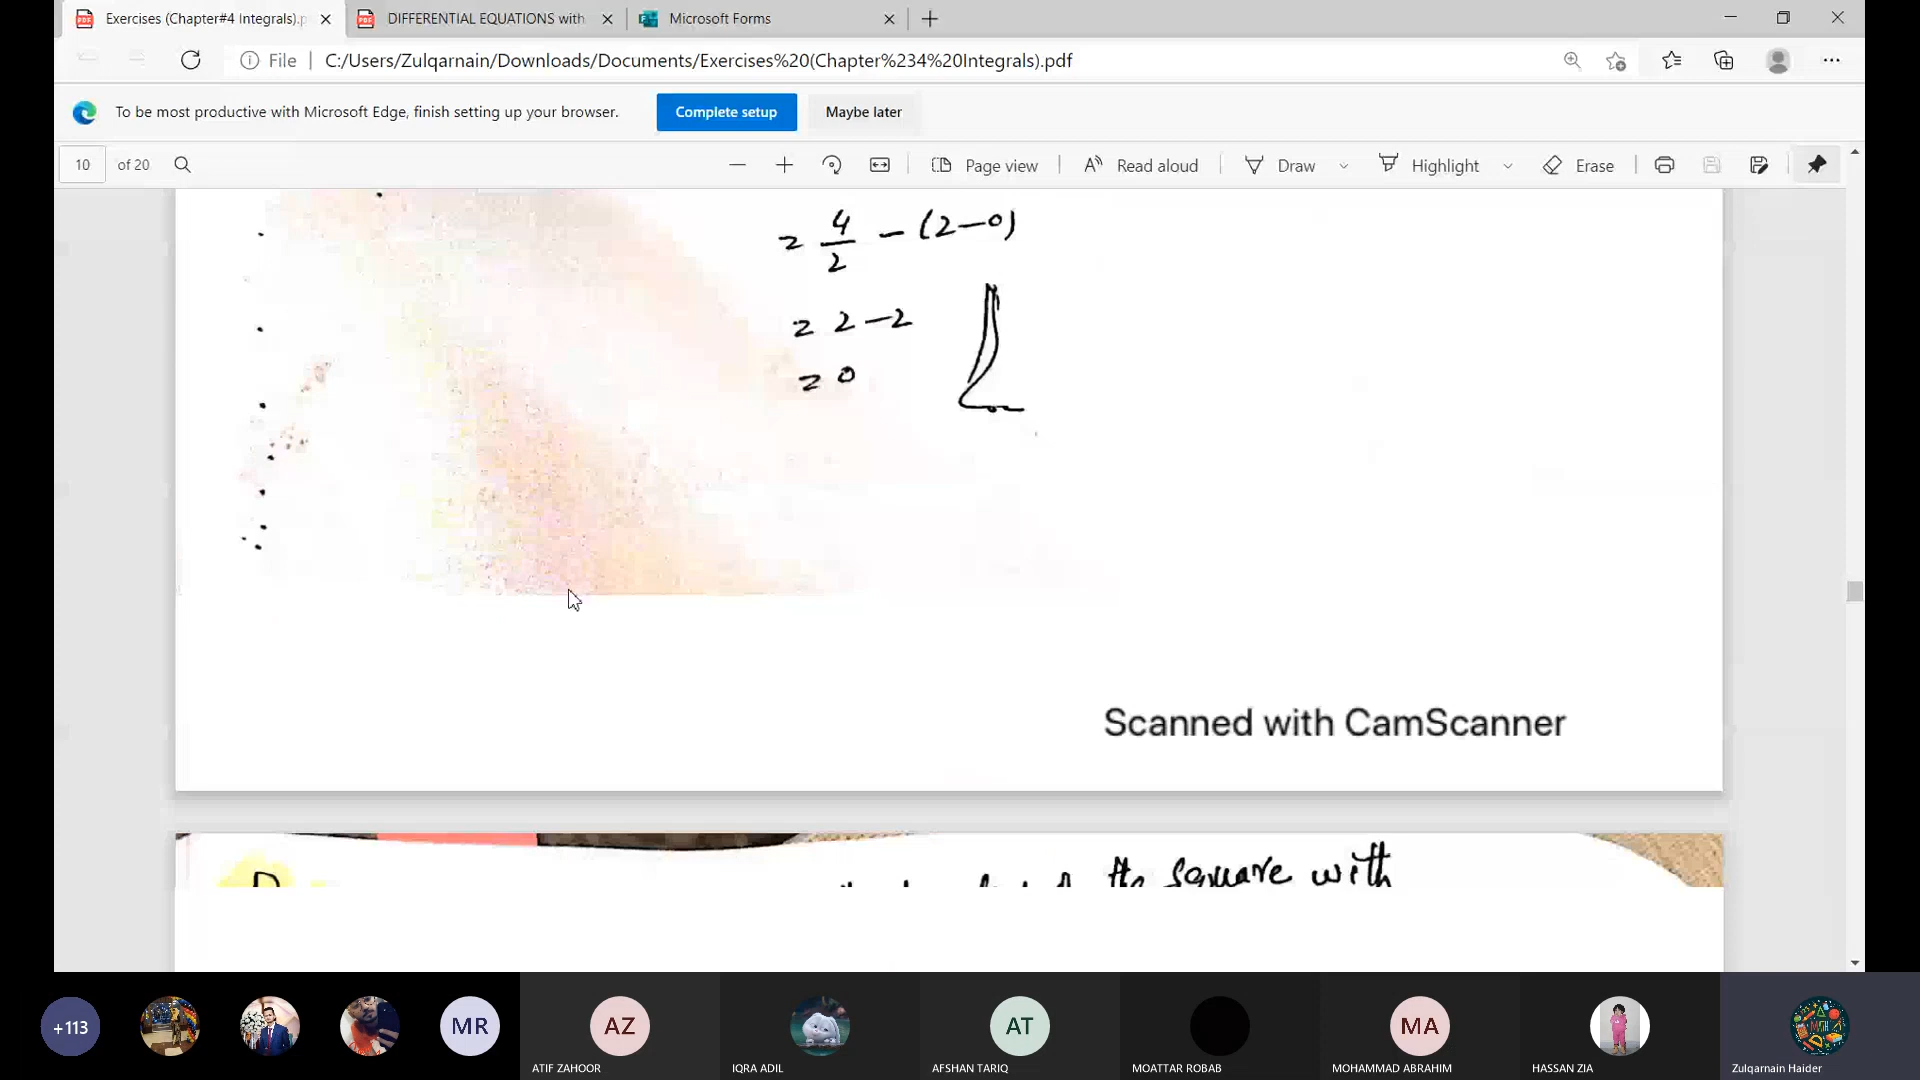 Exercises (Chapter#4 Integrals).p
DIFFERENTIAL EQUATIONS with
Microsoft Forms
File
C:/Users/Zulqarnain/Downloads/Documents/Exercises%20(Chapter%234%20Integrals).pdf
To be most productive with Microsoft Edge, finish setting up your browser.
Complete setup
Maybe later
10
of 20
Page view
Read aloud
Draw
Highlight
Erase
= 4/2 - (2-0)
= 2-2
= 0
Scanned with CamScanner
the square with
+113
MR
AZ
AT
MA
ATIF ZAHOOR
IQRA ADIL
AFSHAN TARIQ
MOATTAR ROBAB
MOHAMMAD ABRAHIM
HASSAN ZIA
Zulqarnain Haider